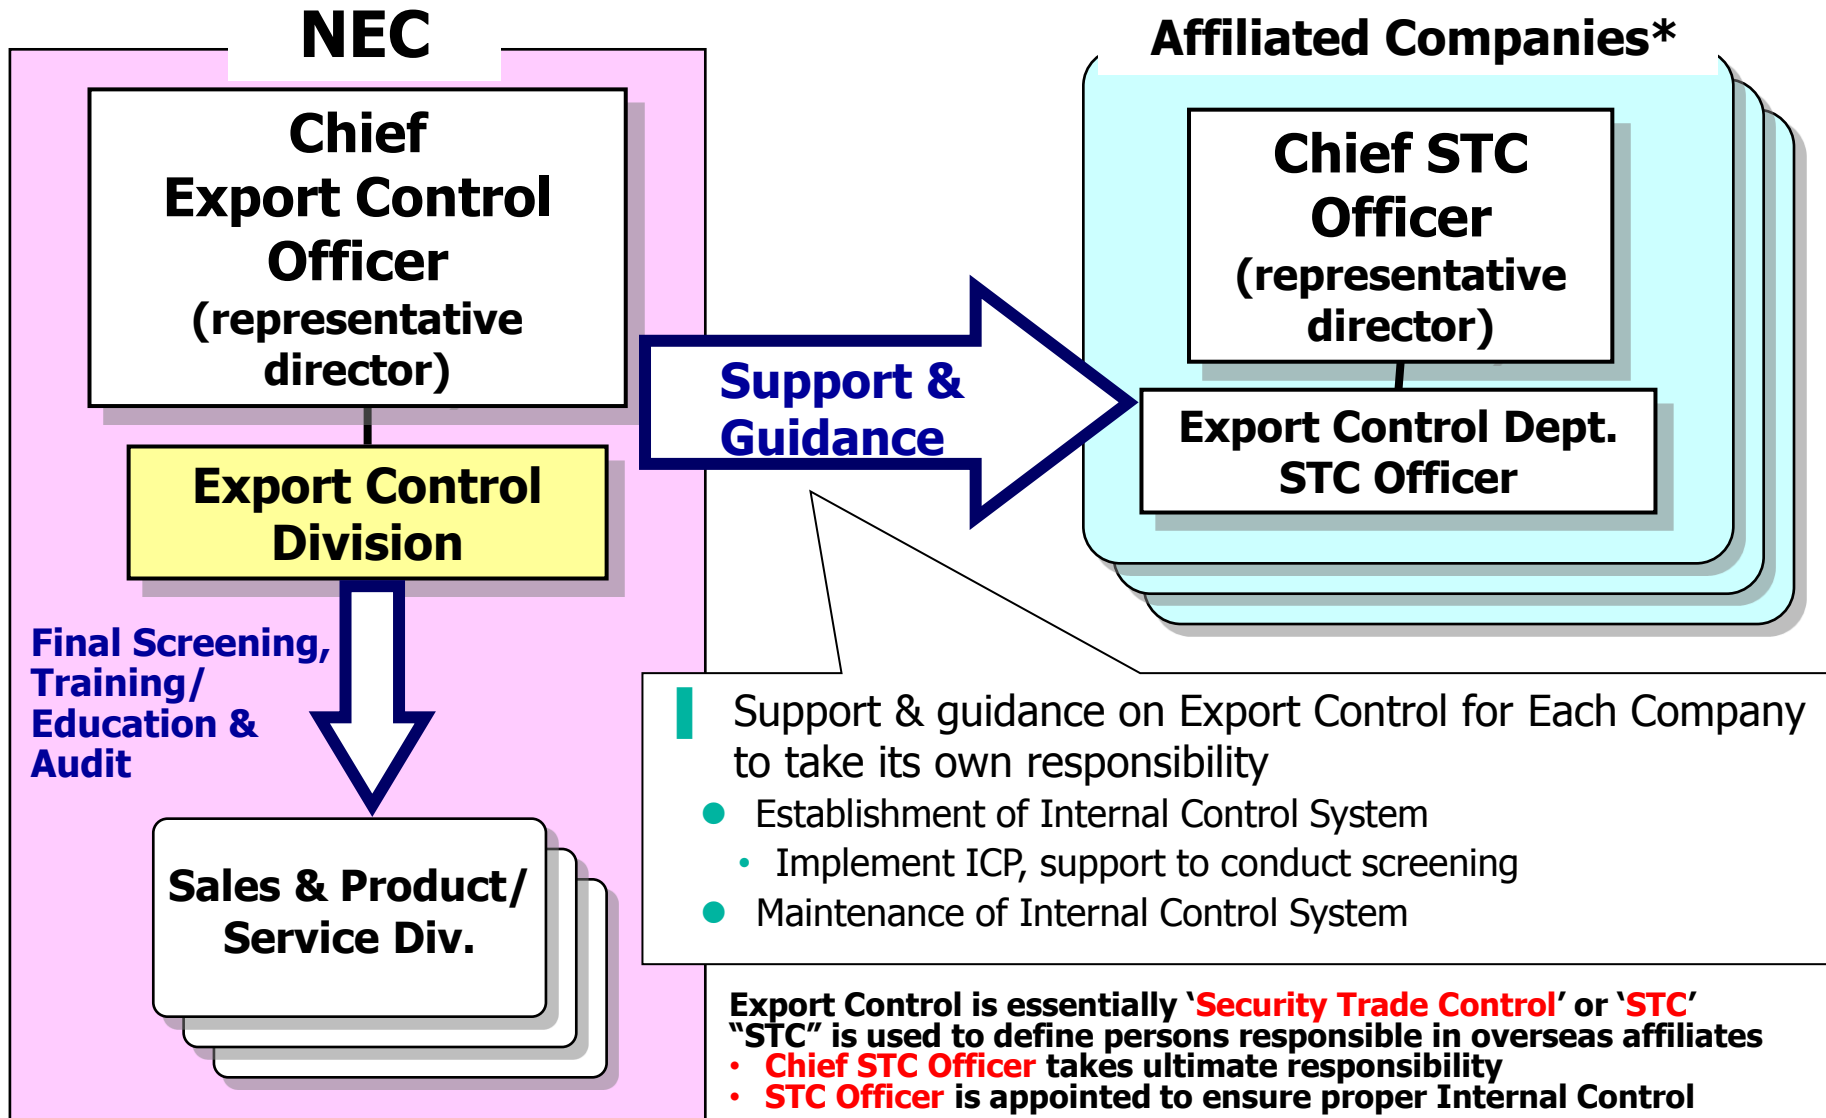 NEC
Chief
Export Control
Officer
(representative
director)
Export Control
Division
Final Screening,
Training/
Education &
Audit
Sales & Product/
Service Div.
Support &
Guidance
Affiliated Companies*
Chief STC
Officer
(representative
director)
Export Control Dept.
STC Officer
Support & guidance on Export Control for Each Company
to take its own responsibility
● Establishment of Internal Control System
• Implement ICP, support to conduct screening
● Maintenance of Internal Control System
Export Control is essentially ‘Security Trade Control’ or ‘STC’
“STC” is used to define persons responsible in overseas affiliates
• Chief STC Officer takes ultimate responsibility
• STC Officer is appointed to ensure proper Internal Control